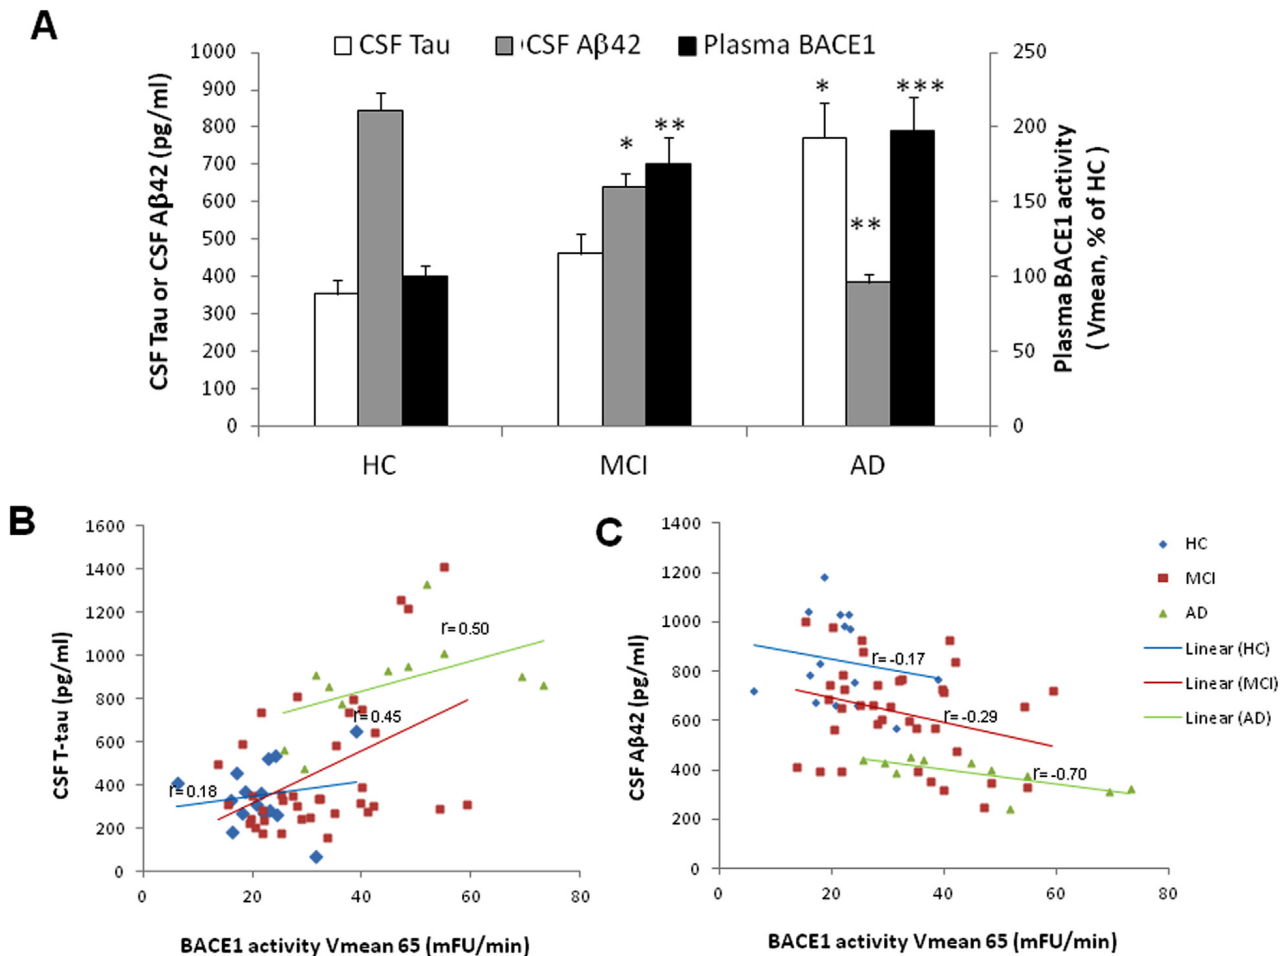 A
CSF Tau CSF Aβ42 Plasma BACE1
CSF Tau or CSF Aβ42 (pg/ml)
1000
900
800
700
600
500
400
300
200
100
0
250
200
150
100
50
0
Plasma BACE1 activity
( Vmean, % of HC )
* ** * ** ***
HC MCI AD
B
CSF T-tau (pg/ml)
1600
1400
1200
1000
800
600
400
200
0
r= 0.50
r= 0.45
r= 0.18
0 20 40 60 80
BACE1 activity Vmean 65 (mFU/min)
C
CSF Aβ42 (pg/ml)
1400
1200
1000
800
600
400
200
0
r= -0.17
r= -0.29
r= -0.70
0 20 40 60 80
BACE1 activity Vmean 65 (mFU/min)
HC
MCI
AD
Linear (HC)
Linear (MCI)
Linear (AD)